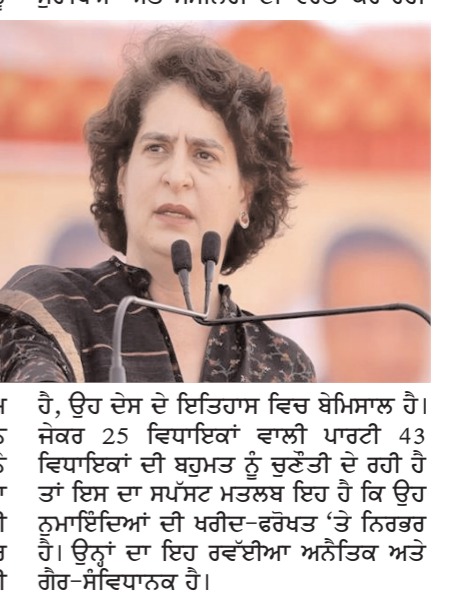 ਹੈ, ਉਹ ਦੇਸ ਦੇ ਇਤਿਹਾਸ ਵਿਚ ਬੇਮਿਸਾਲ ਹੈ।
ਜੇਕਰ 25 ਵਿਧਾਇਕਾਂ ਵਾਲੀ ਪਾਰਟੀ 43
ਵਿਧਾਇਕਾਂ ਦੀ ਬਹੁਮਤ ਨੂੰ ਚੁਣੌਤੀ ਦੇ ਰਹੀ ਹੈ
ਤਾਂ ਇਸ ਦਾ ਸਪੱਸਟ ਮਤਲਬ ਇਹ ਹੈ ਕਿ ਉਹ
ਨੁਮਾਇੰਦਿਆਂ ਦੀ ਖਰੀਦ-ਫਰੋਖਤ ‘ਤੇ ਨਿਰਭਰ
ਹੈ। ਉਨ੍ਹਾਂ ਦਾ ਇਹ ਰਵੱਈਆ ਅਨੈਤਿਕ ਅਤੇ
ਗੈਰ-ਸੰਵਿਧਾਨਕ ਹੈ।